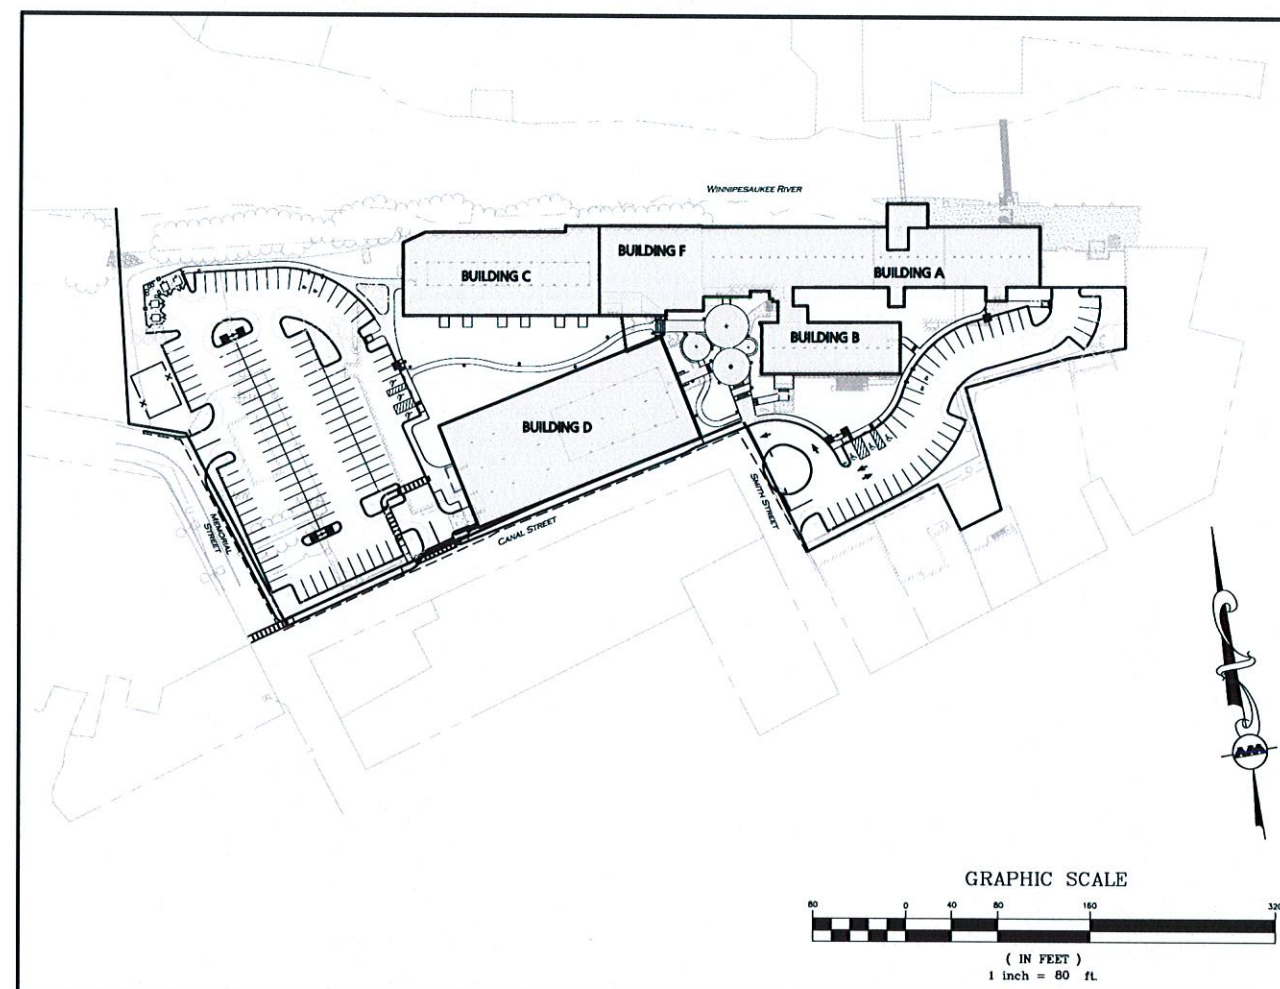 WINNIPESAUKEE RIVER
BUILDING F
BUILDING C
BUILDING A
BUILDING B
BUILDING D
SMITH STREET
MEMORIAL
STREET
CANAL STREET
GRAPHIC SCALE
80 0 40 80 160 320
( IN FEET )
1 inch = 80 ft.